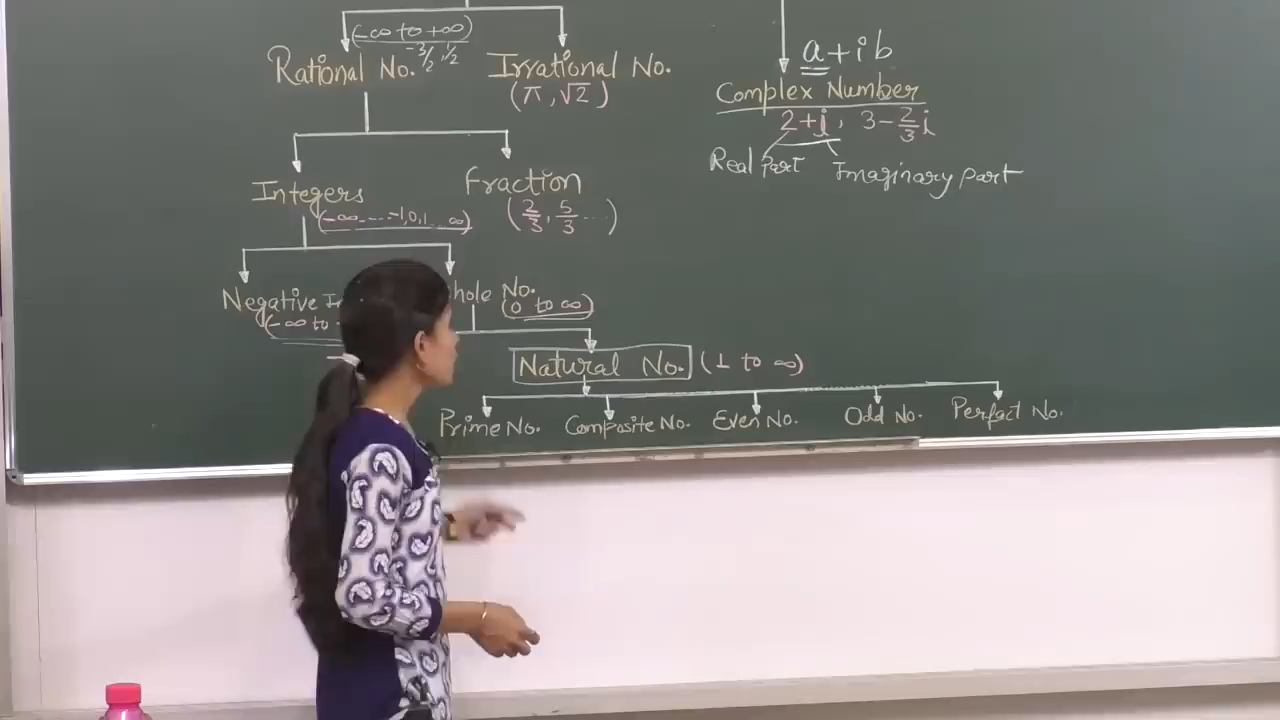 (-∞ to +∞)
-3/2, 1/2
Rational No.
Irrational No.
(π, √2)
a+ib
Complex Number
2+i, 3-2/3i
Real Part
Imaginary part
Integers
(-∞....-1,0,1...∞)
Fraction
(2/3, 5/3 ...)
Negative
(-∞ to
hole No.
(0 to ∞)
Natural No. (1 to ∞)
Prime No. Composite No. Even No. Odd No. Perfect No.